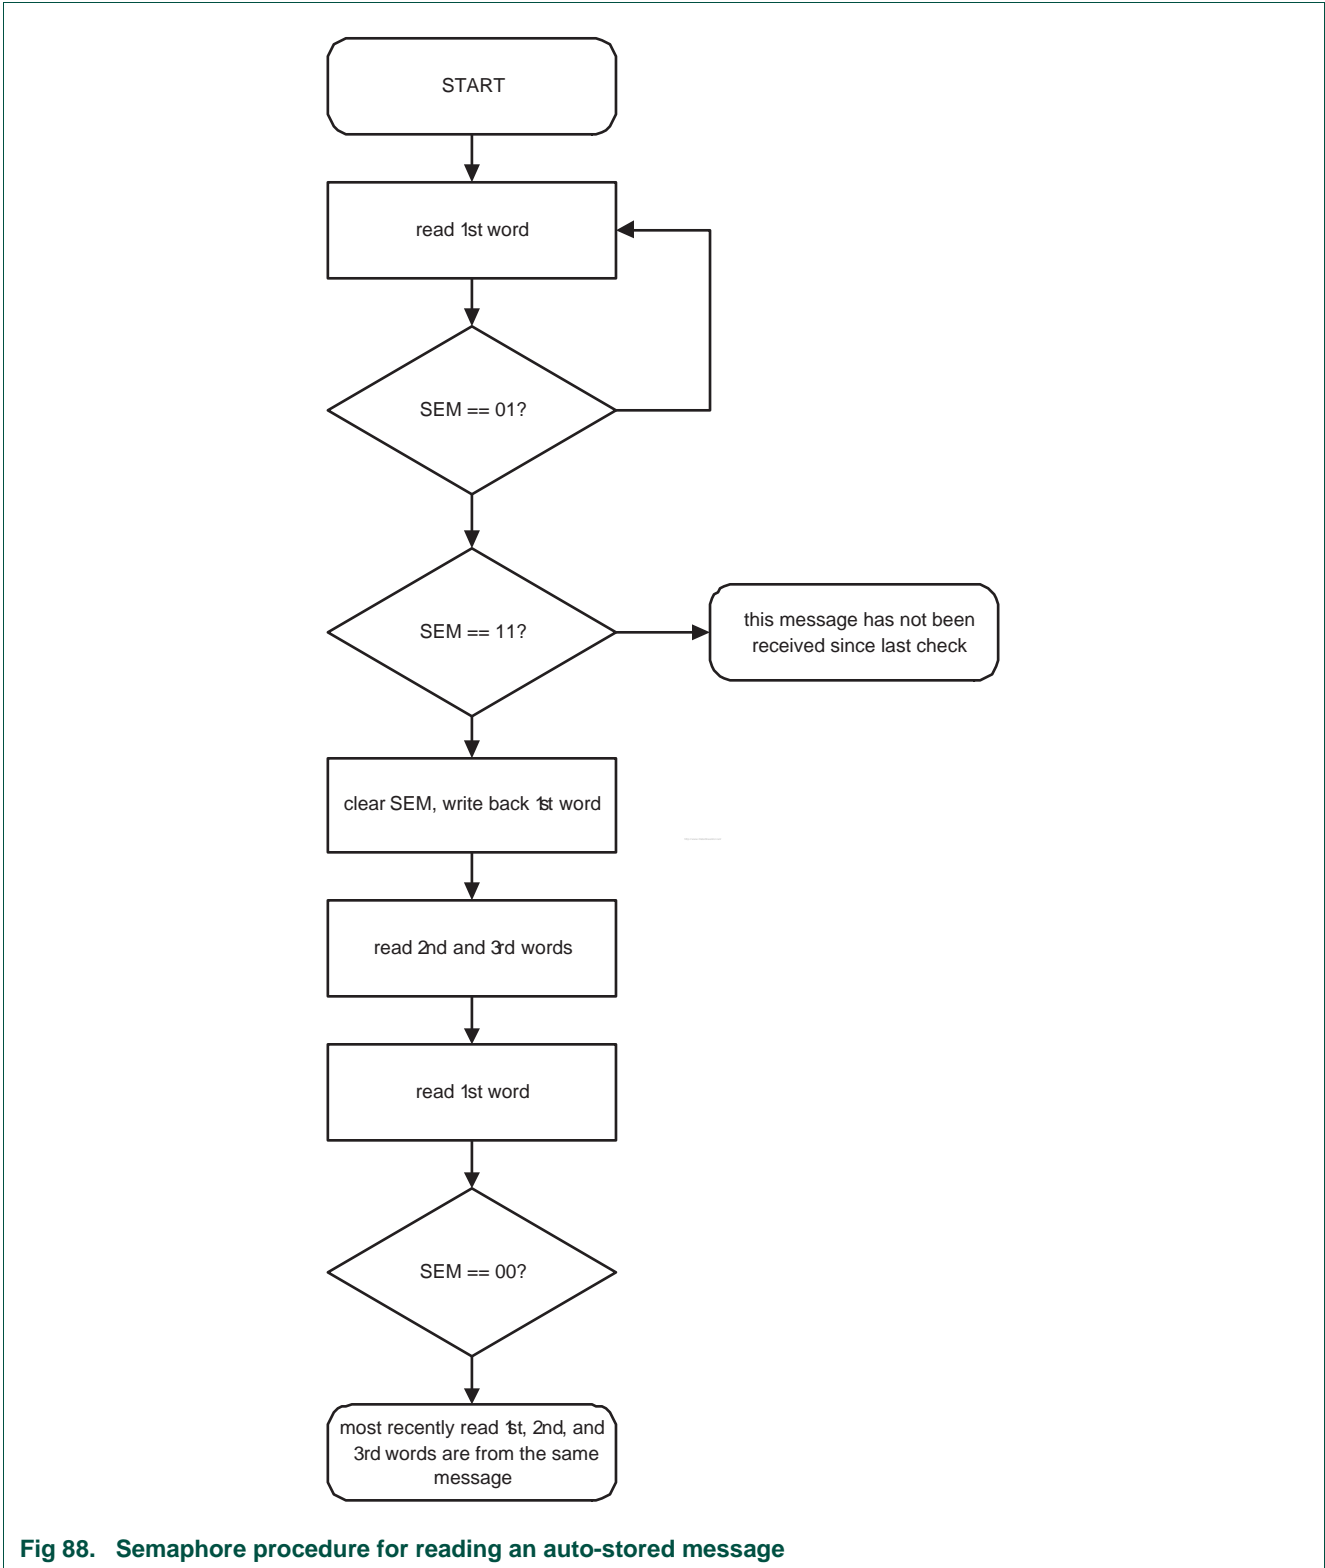 START
read 1st word
SEM == 01?
SEM == 11?
this message has not been
received since last check
clear SEM, write back 1st word
read 2nd and 3rd words
read 1st word
SEM == 00?
most recently read 1st, 2nd, and
3rd words are from the same
message
Fig 88. Semaphore procedure for reading an auto-stored message